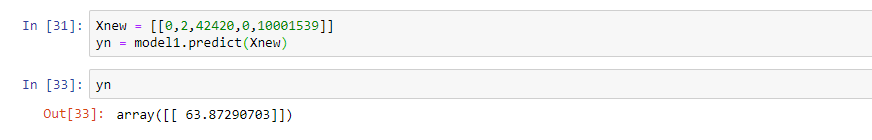 In [31]: Xnew = [[0,2,42420,0,10001539]]
yn = model1.predict(Xnew)
In [33]: yn
Out[33]: array([[ 63.87290703]])